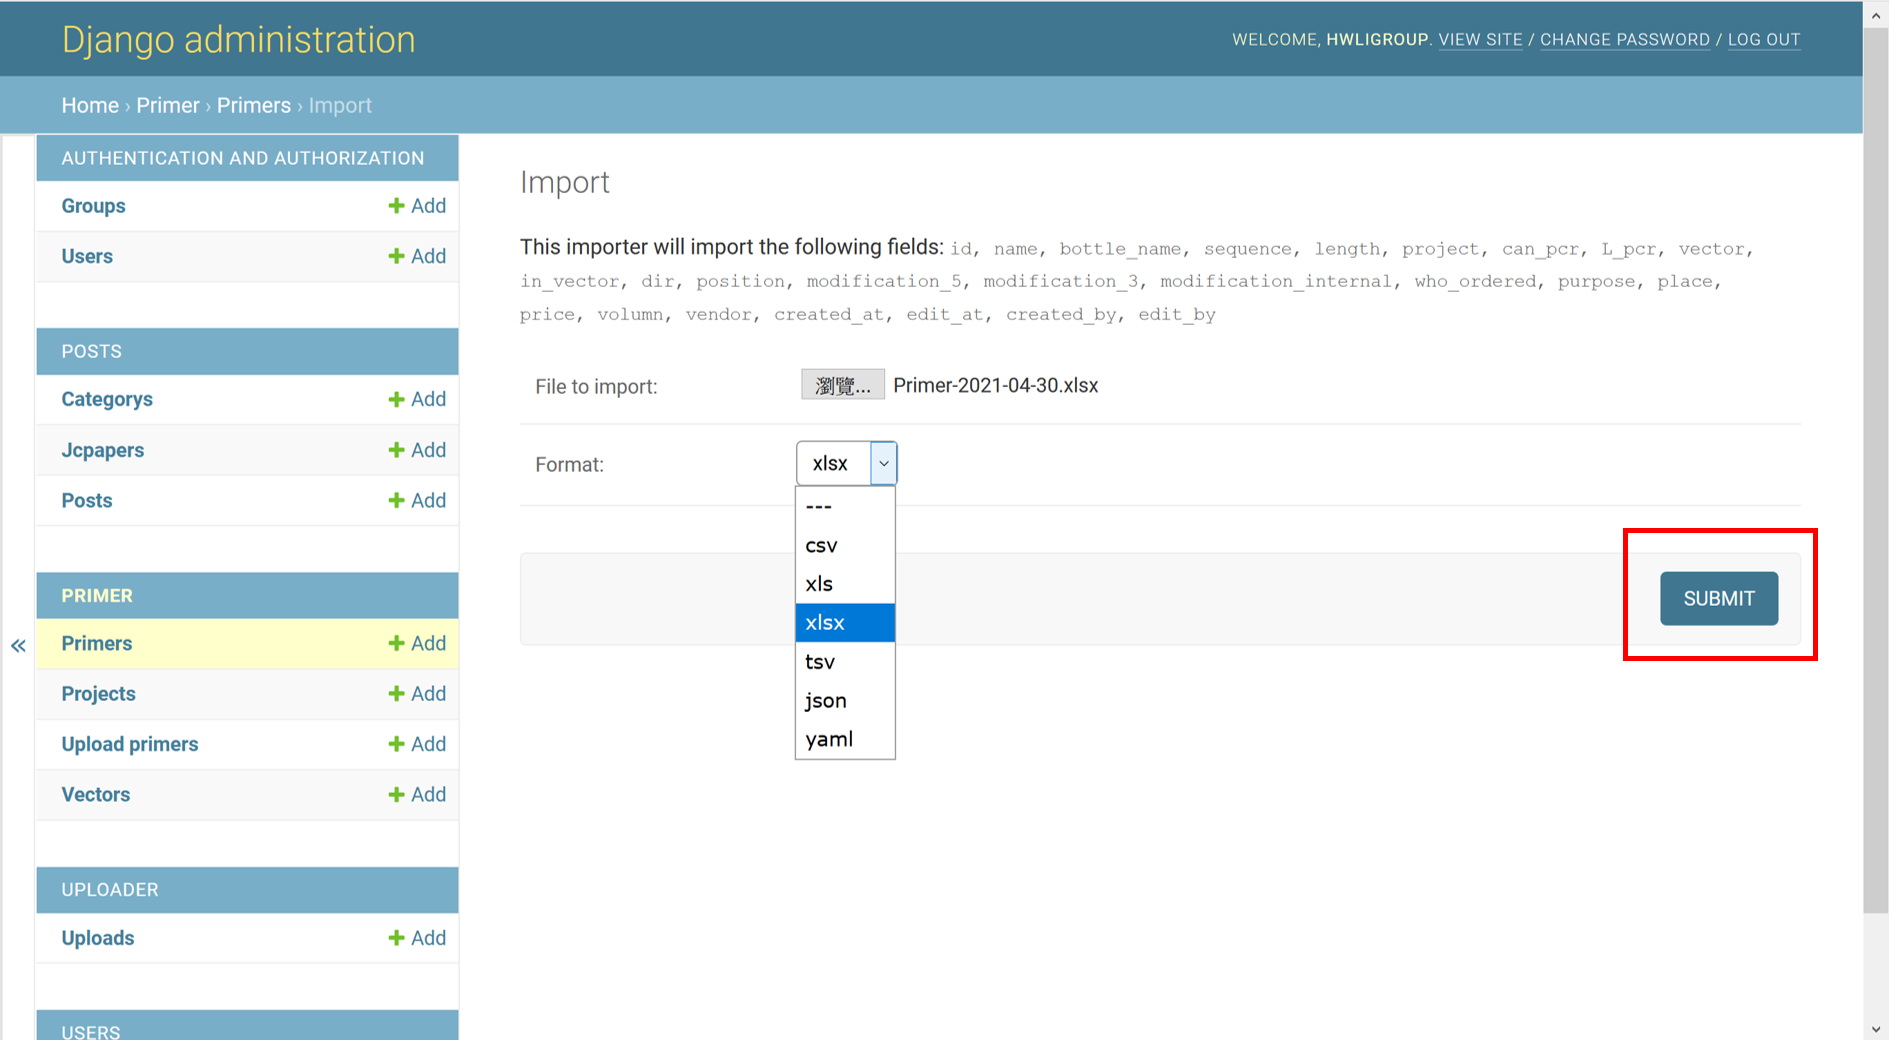 Django administration
WELCOME, HWLIGROUP. VIEW SITE / CHANGE PASSWORD / LOG OUT
Home › Primer › Primers › Import
AUTHENTICATION AND AUTHORIZATION
Groups
Add
Users
Add
POSTS
Categorys
Add
Jcpapers
Add
Posts
Add
PRIMER
«
Primers
Add
Projects
Add
Upload primers
Add
Vectors
Add
UPLOADER
Uploads
Add
USERS
Import
This importer will import the following fields: id, name, bottle_name, sequence, length, project, can_pcr, L_pcr, vector,
in_vector, dir, position, modification_5, modification_3, modification_internal, who_ordered, purpose, place,
price, volumn, vendor, created_at, edit_at, created_by, edit_by
File to import:
瀏覽... Primer-2021-04-30.xlsx
Format:
xlsx
---
csv
xls
xlsx
tsv
json
yaml
SUBMIT